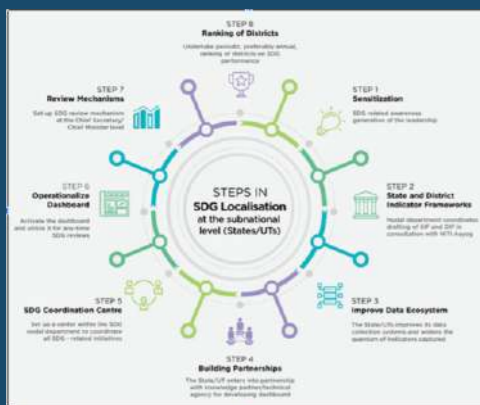 STEPS IN
SDG Localisation
at the subnational
level (States/UTs)
STEP 1
Sensitization
SDG related awareness
generation of the leadership
STEP 2
State and District
Indicator Frameworks
Nodal department coordinates
drafting of SIF and DIF in
consultation with NITI Aayog
STEP 3
Improve Data Ecosystem
The State/UTs improves its data
collection systems and widens the
quantum of indicators captured
STEP 4
Building Partnerships
The State/UT enters into partnership
with knowledge partner/technical
agency for developing dashboard
STEP 5
SDG Coordination Centre
Set up a center within the SDG
nodal department to coordinate
all SDG - related initiatives
STEP 6
Operationalize
Dashboard
Activate the dashboard
and utilize it for any-time
SDG reviews
STEP 7
Review Mechanisms
Set up SDG review mechanism
at the Chief Secretary/
Chief Minister level
STEP 8
Ranking of Districts
Undertake periodic, preferably annual,
ranking of districts on SDG
performance